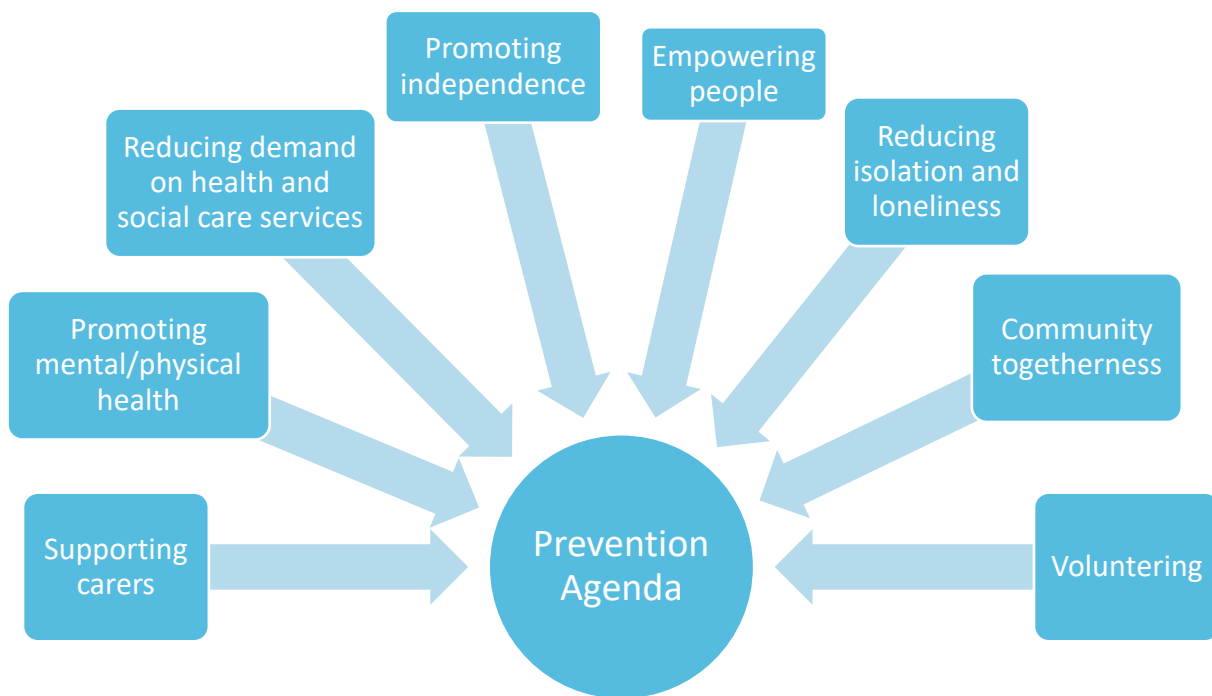 Promoting
independence
Empowering
people
Reducing demand
on health and
social care services
Reducing
isolation and
loneliness
Promoting
mental/physical
health
Community
togetherness
Supporting
carers
Prevention
Agenda
Voluntering